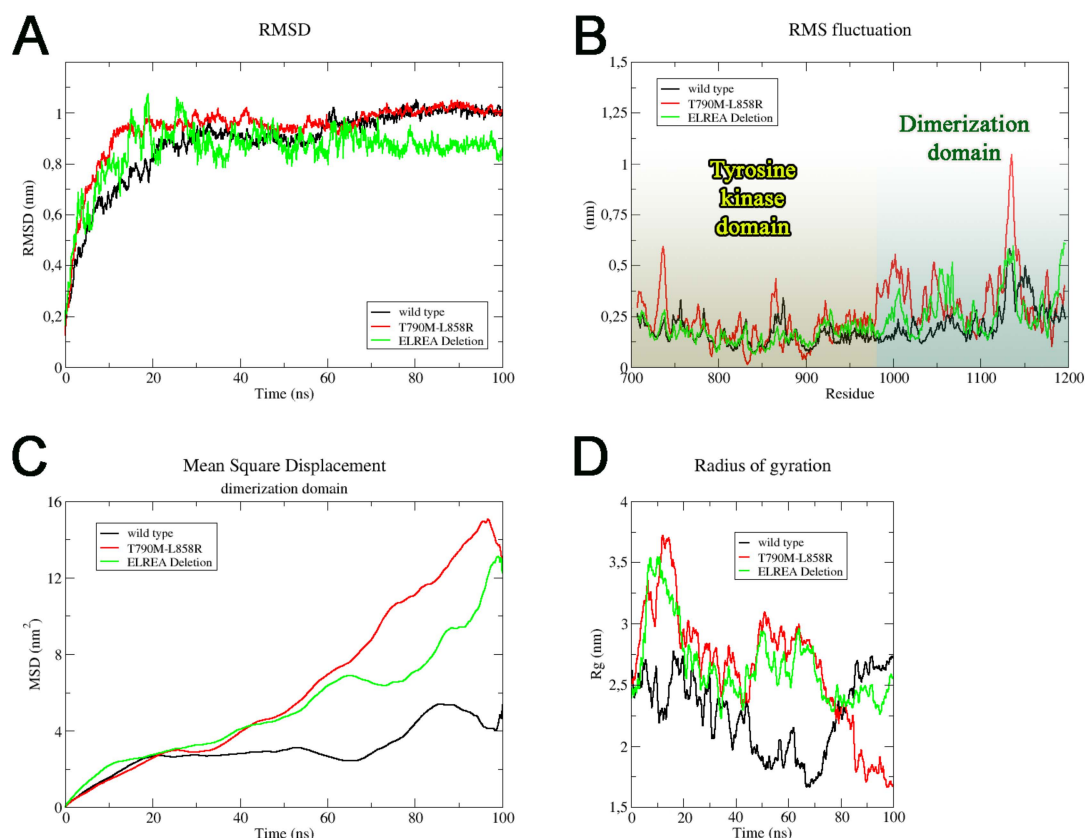 A
RMSD
1
0,8
0,6
0,4
0,2
0
RMSD (nm)
0
20
40
60
80
100
Time (ns)
wild type
T790M-L858R
ELREA Deletion
B
RMS fluctuation
1,5
1,25
1
0,75
0,5
0,25
0
(nm)
700
800
900
1000
1100
1200
Residue
wild type
T790M-L858R
ELREA Deletion
Tyrosine
kinase
domain
Dimerization
domain
C
Mean Square Displacement
dimerization domain
16
12
8
4
0
MSD (nm²)
0
20
40
60
80
100
Time (ns)
wild type
T790M-L858R
ELREA Deletion
D
Radius of gyration
4
3,5
3
2,5
2
1,5
Rg (nm)
0
20
40
60
80
100
Time (ns)
wild type
T790M-L858R
ELREA Deletion